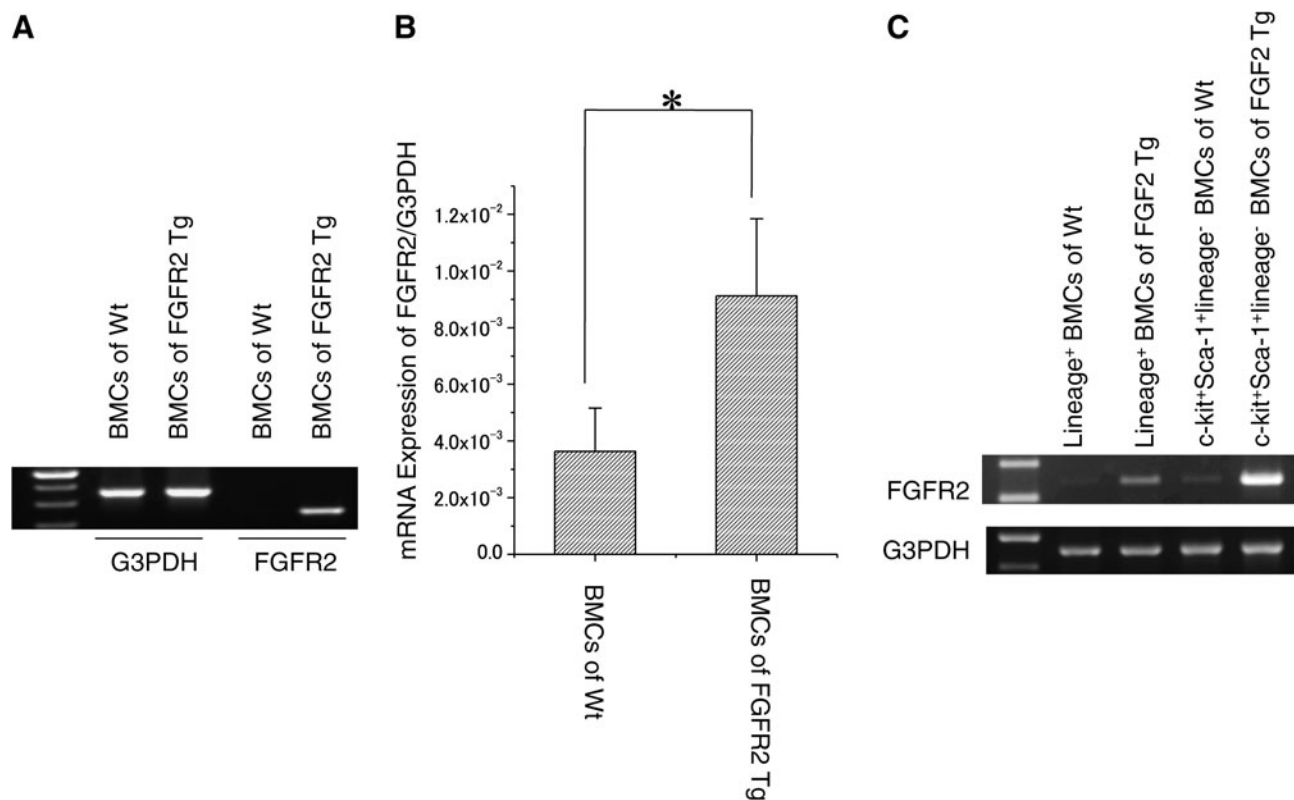 A
BMCs of Wt
BMCs of FGFR2 Tg
BMCs of Wt
BMCs of FGFR2 Tg
G3PDH
FGFR2
B
*
mRNA Expression of FGFR2/G3PDH
1.2x10⁻²
1.0x10⁻²
8.0x10⁻³
6.0x10⁻³
4.0x10⁻³
2.0x10⁻³
0.0
BMCs of Wt
BMCs of FGFR2 Tg
C
Lineage⁺ BMCs of Wt
Lineage⁺ BMCs of FGF2 Tg
c-kit⁺Sca-1⁺lineage⁻ BMCs of Wt
c-kit⁺Sca-1⁺lineage⁻ BMCs of FGF2 Tg
FGFR2
G3PDH